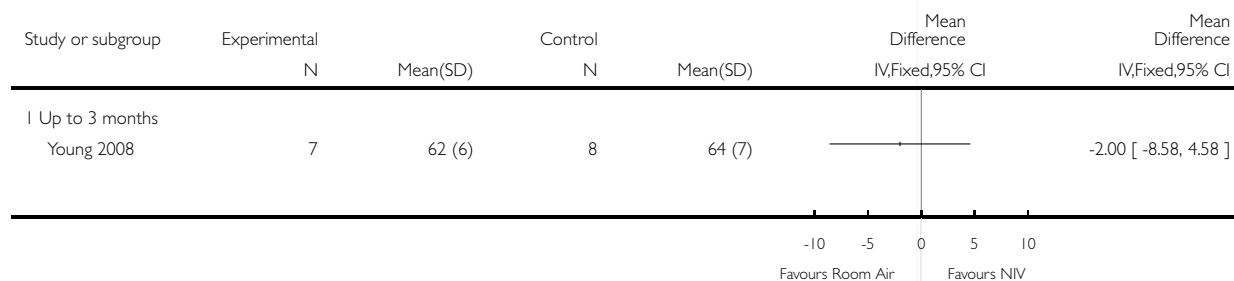 Mean Mean
Study or subgroup Experimental Control Difference Difference
N Mean(SD) N Mean(SD) IV,Fixed,95% CI IV,Fixed,95% CI
1 Up to 3 months
Young 2008 7 62 (6) 8 64 (7) -2.00 [ -8.58, 4.58 ]
-10 -5 0 5 10
Favours Room Air Favours NIV